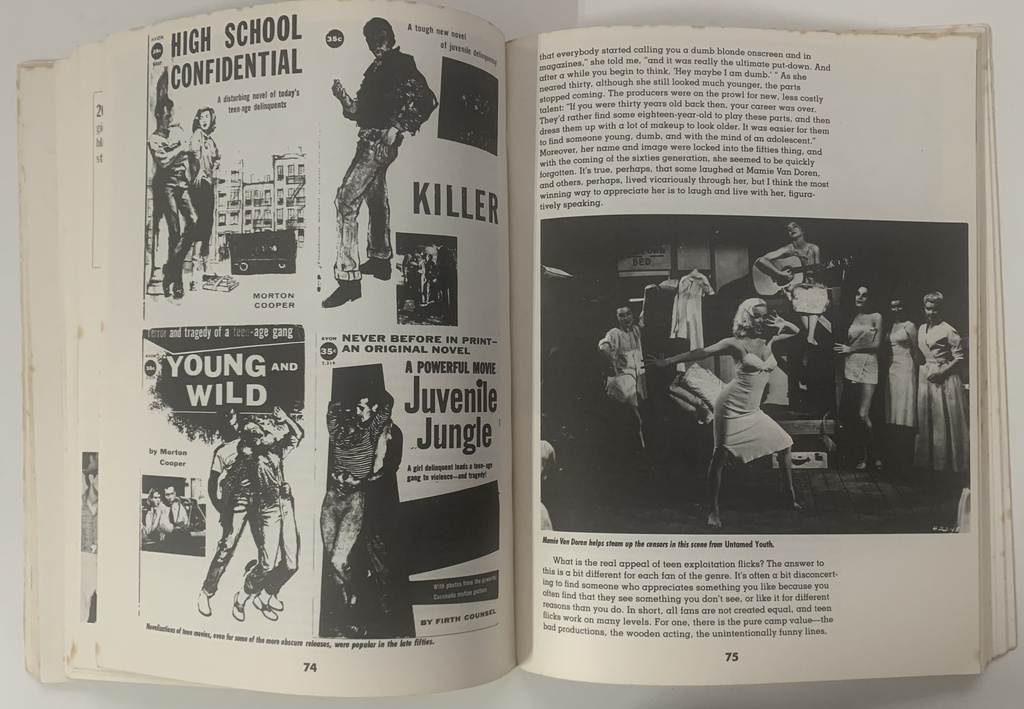 AVON
35c
HIGH SCHOOL
CONFIDENTIAL
A disturbing novel of today's
teen-age delinquents
MORTON
COOPER
35c
A tough new novel
of juvenile delinquency
KILLER
Terror and tragedy of a teen-age gang
AVON
35c
YOUNG AND
WILD
by Morton
Cooper
AVON
35c
T-219
NEVER BEFORE IN PRINT—
AN ORIGINAL NOVEL
A POWERFUL MOVIE
Juvenile
Jungle
A girl delinquent leads a teen-age
gang to violence—and tragedy!
With photos from the powerful
Coronado motion picture
BY FIRTH COUNSEL
Novelizations of teen movies, even for some of the more obscure releases, were popular in the late fifties.
74
that everybody started calling you a dumb blonde onscreen and in
magazines," she told me, "and it was really the ultimate put-down. And
after a while you begin to think, 'Hey maybe I am dumb.' " As she
neared thirty, although she still looked much younger, the parts
stopped coming. The producers were on the prowl for new, less costly
talent: "If you were thirty years old back then, your career was over.
They'd rather find some eighteen-year-old to play these parts, and then
dress them up with a lot of makeup to look older. It was easier for them
to find someone young, dumb, and with the mind of an adolescent."
Moreover, her name and image were locked into the fifties thing, and
with the coming of the sixties generation, she seemed to be quickly
forgotten. It's true, perhaps, that some laughed at Mamie Van Doren,
and others, perhaps, lived vicariously through her, but I think the most
winning way to appreciate her is to laugh and live with her, figura-
tively speaking.
BED
Mamie Van Doren helps steam up the censors in this scene from Untamed Youth.
What is the real appeal of teen exploitation flicks? The answer to
this is a bit different for each fan of the genre. It's often a bit disconcert-
ing to find someone who appreciates something you like because you
often find that they see something you don't see, or like it for different
reasons than you do. In short, all fans are not created equal, and teen
flicks work on many levels. For one, there is the pure camp value—the
bad productions, the wooden acting, the unintentionally funny lines,
75